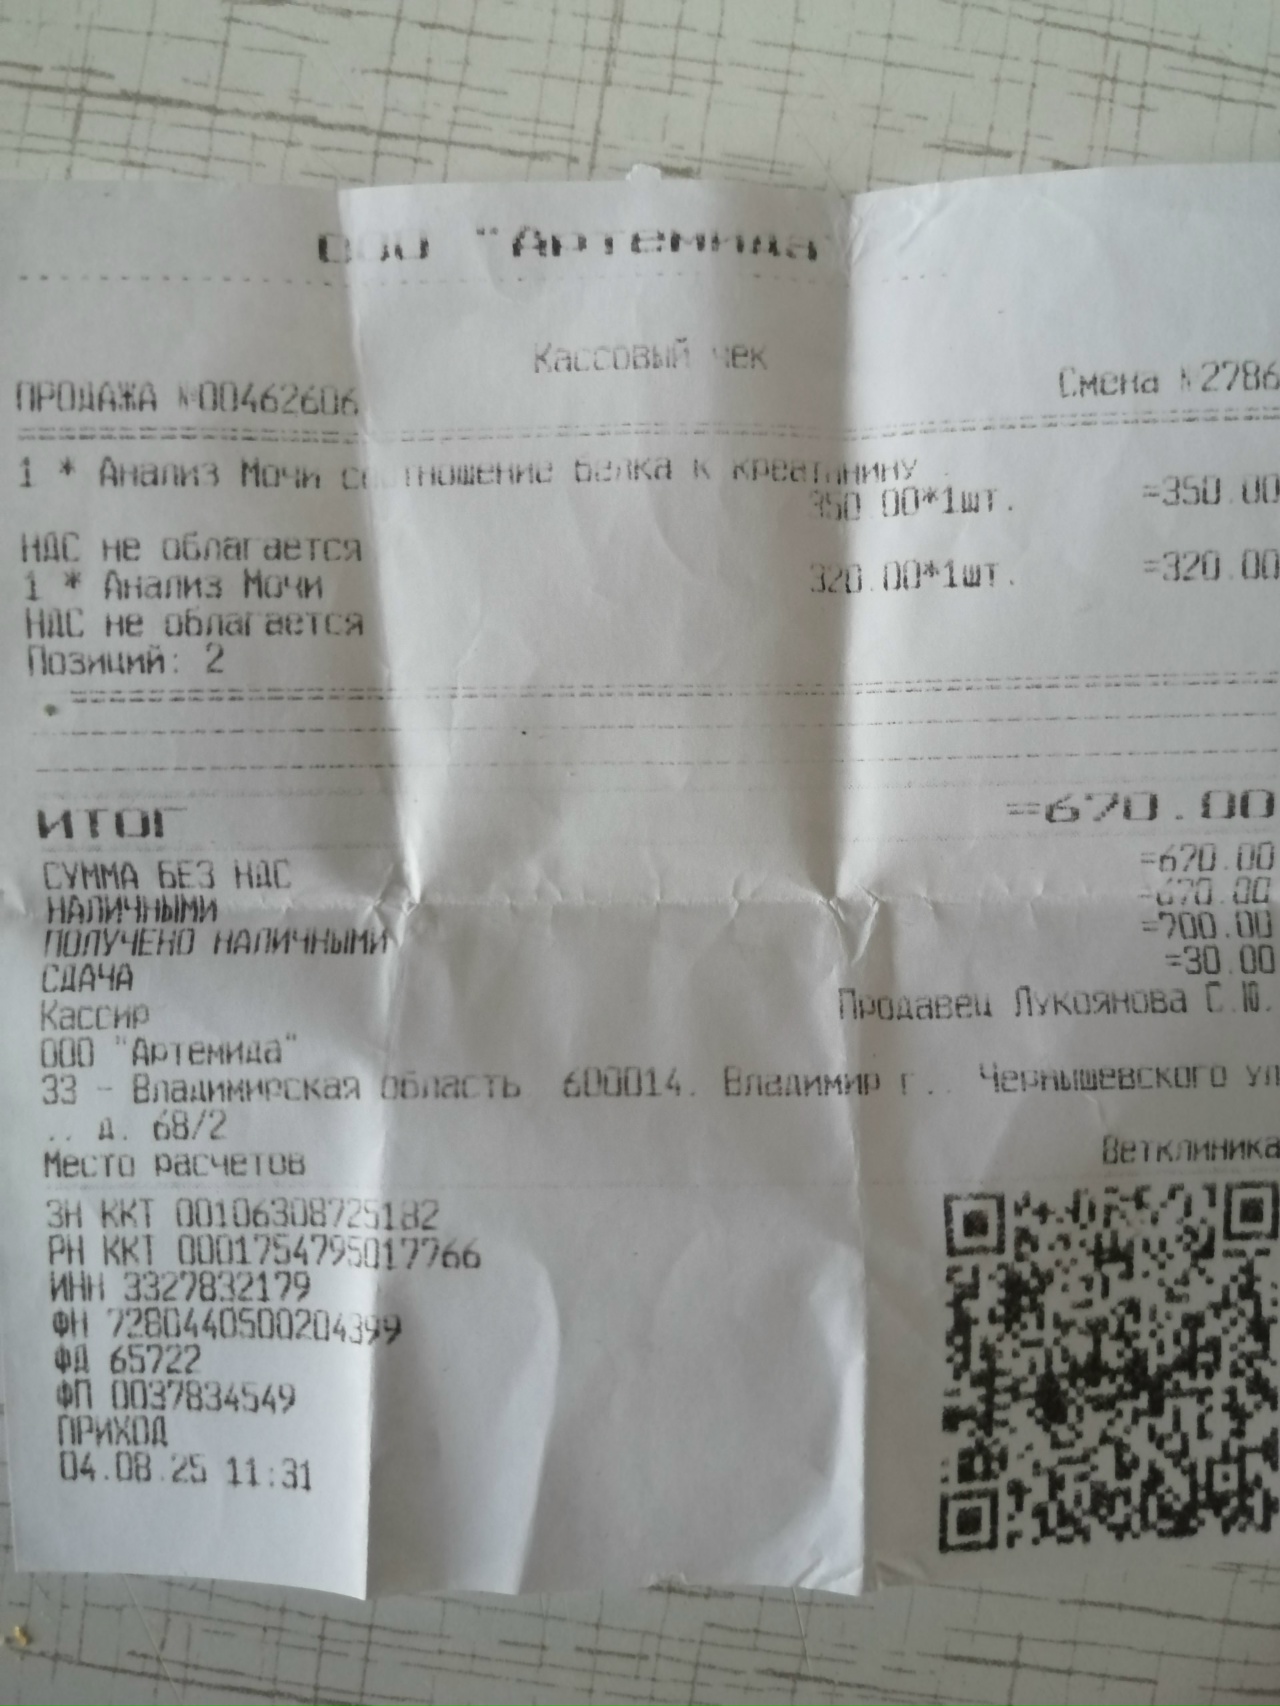 ООО "Артемида"
Кассовый чек
ПРОДАЖА №00462606 Смена №2786
1 * Анализ Мочи соотношение белка к креатинину
350.00*1шт. =350.00
НДС не облагается
1 * Анализ Мочи 320.00*1шт. =320.00
НДС не облагается
Позиций: 2
ИТОГ =670.00
СУММА БЕЗ НДС =670.00
НАЛИЧНЫМИ =670.00
ПОЛУЧЕНО НАЛИЧНЫМИ =700.00
СДАЧА =30.00
Кассир Продавец Лукоянова С.Ю.
ООО "Артемида"
33 - Владимирская область 600014. Владимир г.. Чернышевского ул
.. д. 68/2
Место расчетов Ветклиника
ЗН ККТ 00106308725182
РН ККТ 0001754795017766
ИНН 3327832179
ФН 7280440500204399
ФД 65722
ФП 0037834549
ПРИХОД
04.08.25 11:31